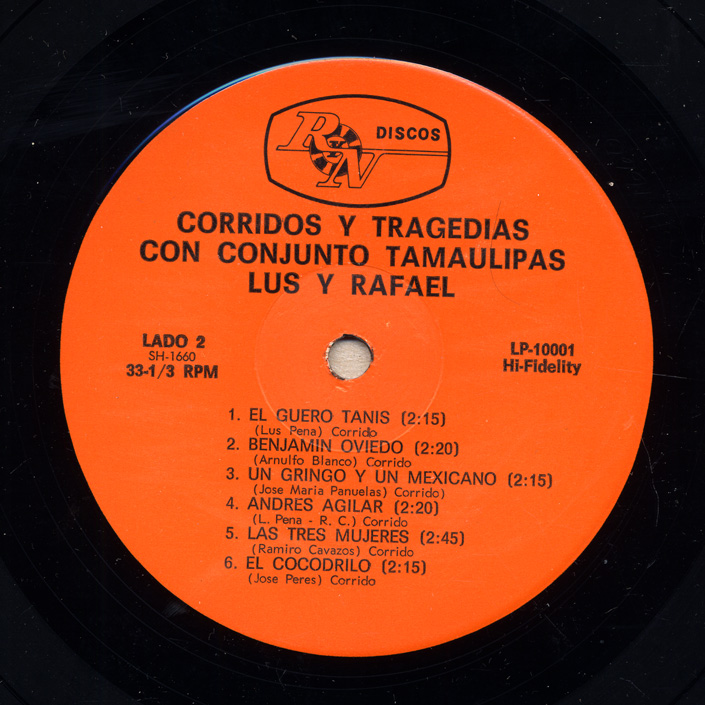 RN DISCOS
CORRIDOS Y TRAGEDIAS
CON CONJUNTO TAMAULIPAS
LUS Y RAFAEL
LADO 2
SH-1660
33-1/3 RPM
LP-10001
Hi-Fidelity
1. EL GUERO TANIS (2:15)
(Lus Pena) Corrido
2. BENJAMIN OVIEDO (2:20)
(Arnulfo Blanco) Corrido
3. UN GRINGO Y UN MEXICANO (2:15)
(Jose Maria Panuelas) Corrido)
4. ANDRES AGILAR (2:20)
(L. Pena - R. C.) Corrido
5. LAS TRES MUJERES (2:45)
(Ramiro Cavazos) Corrido
6. EL COCODRILO (2:15)
(Jose Peres) Corrido